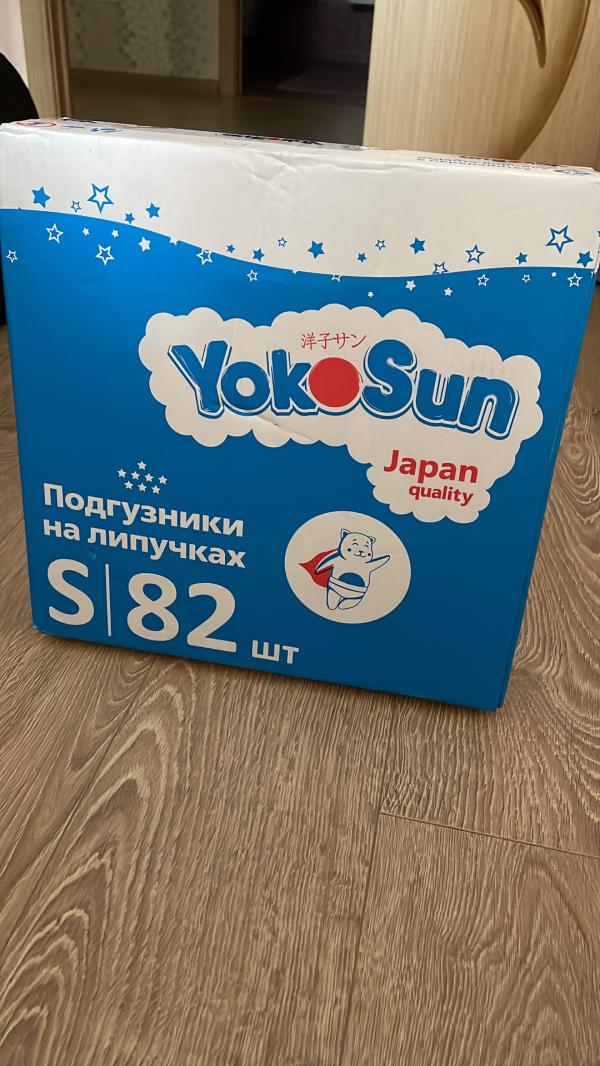 洋子サン
YokoSun
Japan
quality
Подгузники
на липучках
S|82 шт